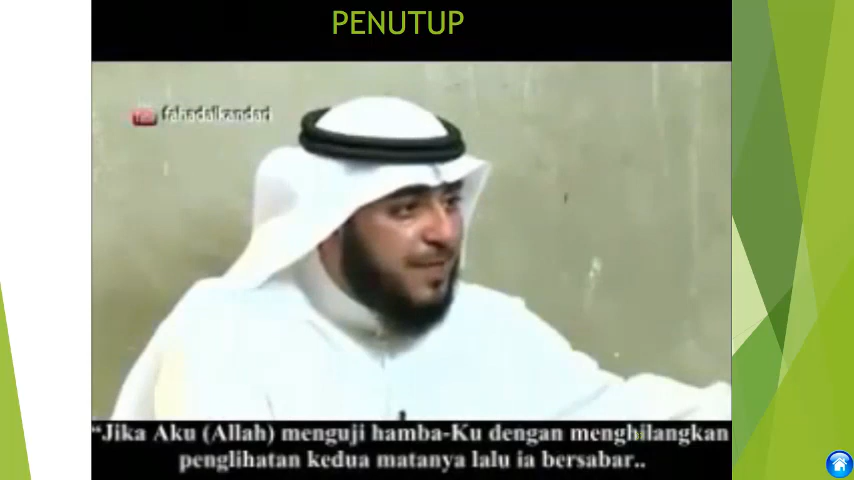 PENUTUP
fahadalkandari
“Jika Aku (Allah) menguji hamba-Ku dengan menghilangkan
penglihatan kedua matanya lalu ia bersabar..